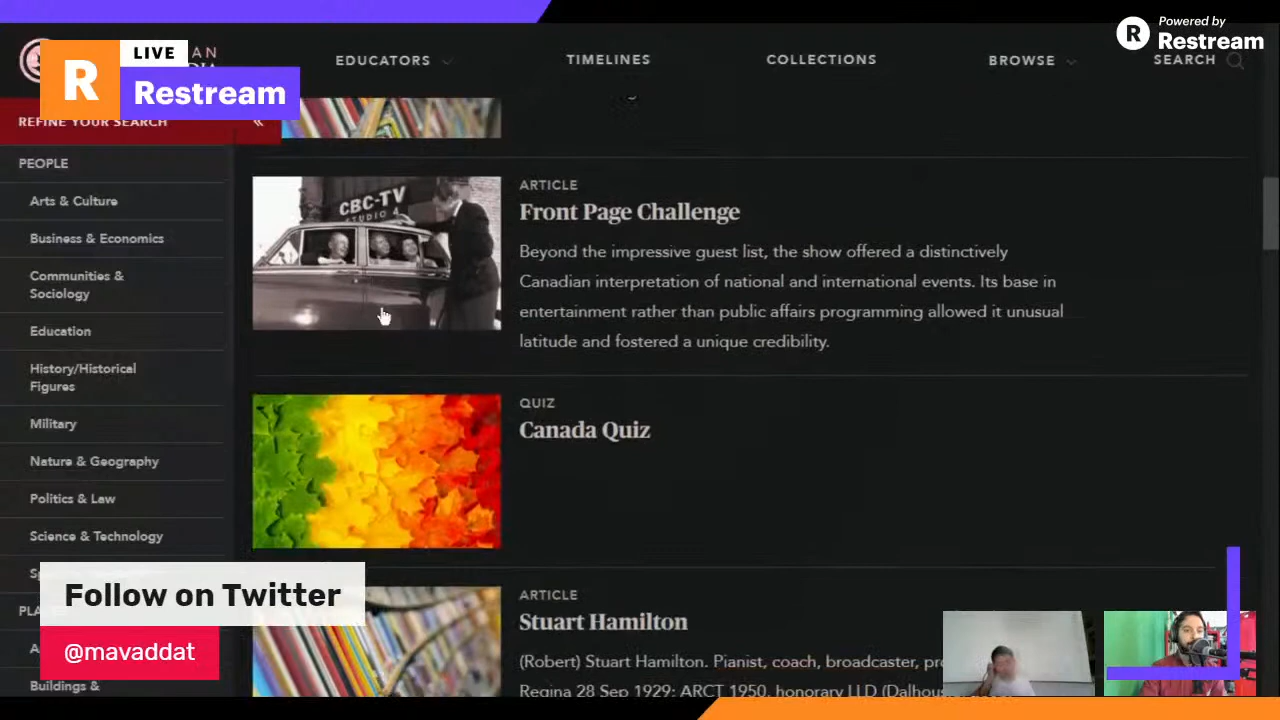 Powered by
R Restream
LIVE
R Restream
AN
EDUCATORS
TIMELINES
COLLECTIONS
BROWSE
SEARCH
REFINE YOUR SEARCH «
PEOPLE
Arts & Culture
Business & Economics
Communities &
Sociology
Education
History/Historical
Figures
Military
Nature & Geography
Politics & Law
Science & Technology
Buildings &
CBC-TV
STUDIO 4
ARTICLE
Front Page Challenge
Beyond the impressive guest list, the show offered a distinctively
Canadian interpretation of national and international events. Its base in
entertainment rather than public affairs programming allowed it unusual
latitude and fostered a unique credibility.
QUIZ
Canada Quiz
ARTICLE
Stuart Hamilton
(Robert) Stuart Hamilton. Pianist, coach, broadcaster,
Regina 28 Sep 1929; ARCT 1950, honorary LLD
Follow on Twitter
@mavaddat